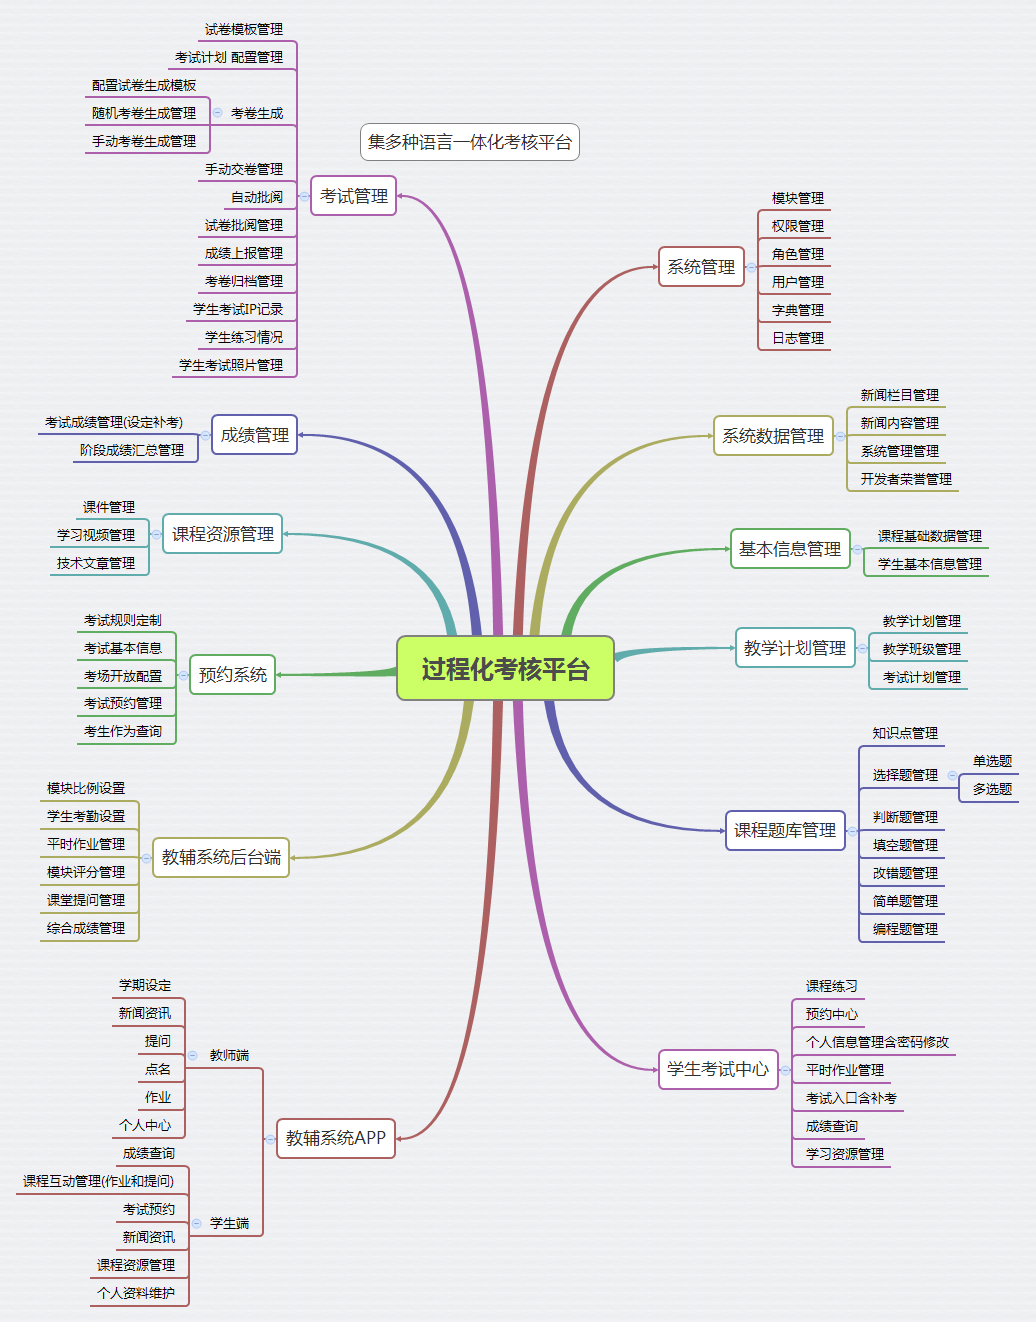 集多种语言一体化考核平台
过程化考核平台
考试管理
试卷模板管理
考试计划 配置管理
考卷生成
配置试卷生成模板
随机考卷生成管理
手动考卷生成管理
手动交卷管理
自动批阅
试卷批阅管理
成绩上报管理
考卷归档管理
学生考试IP记录
学生练习情况
学生考试照片管理
成绩管理
考试成绩管理(设定补考)
阶段成绩汇总管理
课程资源管理
课件管理
学习视频管理
技术文章管理
预约系统
考试规则定制
考试基本信息
考场开放配置
考试预约管理
考生作为查询
教辅系统后台端
模块比例设置
学生考勤设置
平时作业管理
模块评分管理
课堂提问管理
综合成绩管理
教辅系统APP
教师端
学期设定
新闻资讯
提问
点名
作业
个人中心
学生端
成绩查询
课程互动管理(作业和提问)
考试预约
新闻资讯
课程资源管理
个人资料维护
系统管理
模块管理
权限管理
角色管理
用户管理
字典管理
日志管理
系统数据管理
新闻栏目管理
新闻内容管理
系统管理管理
开发者荣誉管理
基本信息管理
课程基础数据管理
学生基本信息管理
教学计划管理
教学计划管理
教学班级管理
考试计划管理
课程题库管理
知识点管理
选择题管理
单选题
多选题
判断题管理
填空题管理
改错题管理
简单题管理
编程题管理
学生考试中心
课程练习
预约中心
个人信息管理含密码修改
平时作业管理
考试入口含补考
成绩查询
学习资源管理